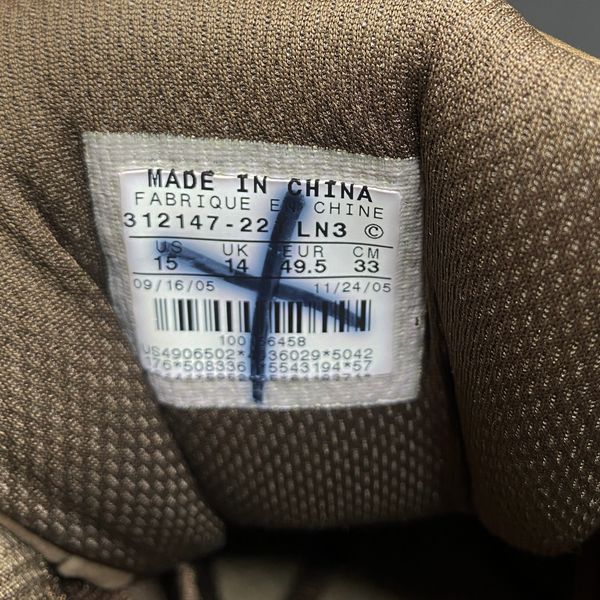 MADE IN CHINA
FABRIQUE EN CHINE
312147-22 LN3 ©
US UK EUR CM
15 14 49.5 33
09/16/05 11/24/05
US4906502* *5042